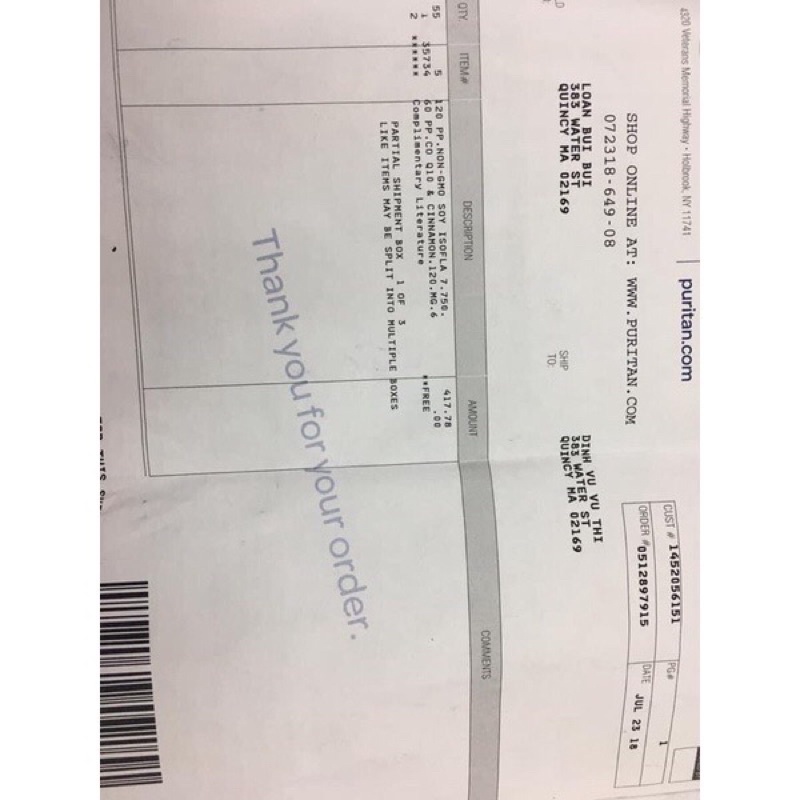 4320 Veterans Memorial Highway • Holbrook, NY 11741
puritan.com
SHOP ONLINE AT: WWW.PURITAN.COM
072318-649-08
CUST # 1452056151
PG# 1
ORDER # 0512897915
DATE JUL 23 18
LOAN BUI BUI
383 WATER ST
QUINCY MA 02169
SHIP
TO:
DINH VU VU THI
383 WATER ST
QUINCY MA 02169
QTY ITEM# DESCRIPTION AMOUNT COMMENTS
55 5 120 PP.NON-GMO SOY ISOFLA 7.750. 417.78
1 35734 60 PP.CO Q10 & CINNAMON.120.MG.6 .00
2 ****** Complimentary Literature **FREE
PARTIAL SHIPMENT BOX 1 OF 3
LIKE ITEMS MAY BE SPLIT INTO MULTIPLE BOXES
Thank you for your order.